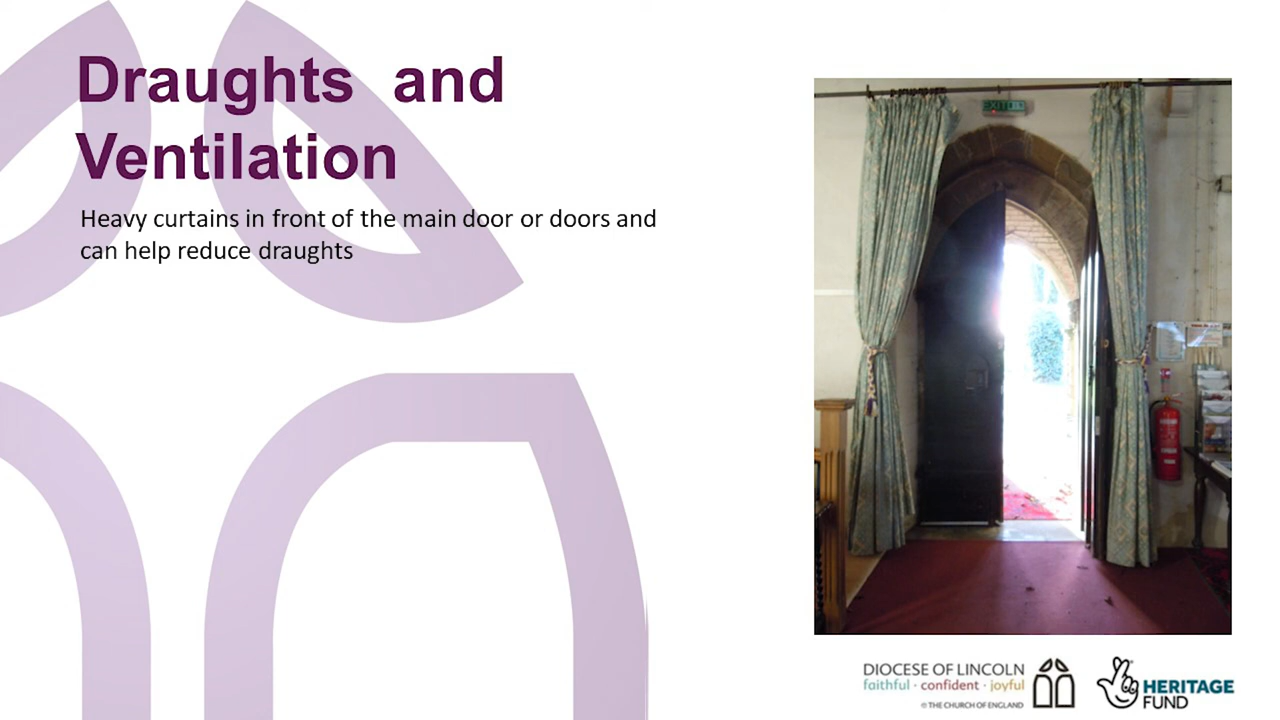 Draughts and
Ventilation
Heavy curtains in front of the main door or doors and
can help reduce draughts
EXIT
DIOCESE OF LINCOLN
faithful · confident · joyful
© THE CHURCH OF ENGLAND
HERITAGE
FUND